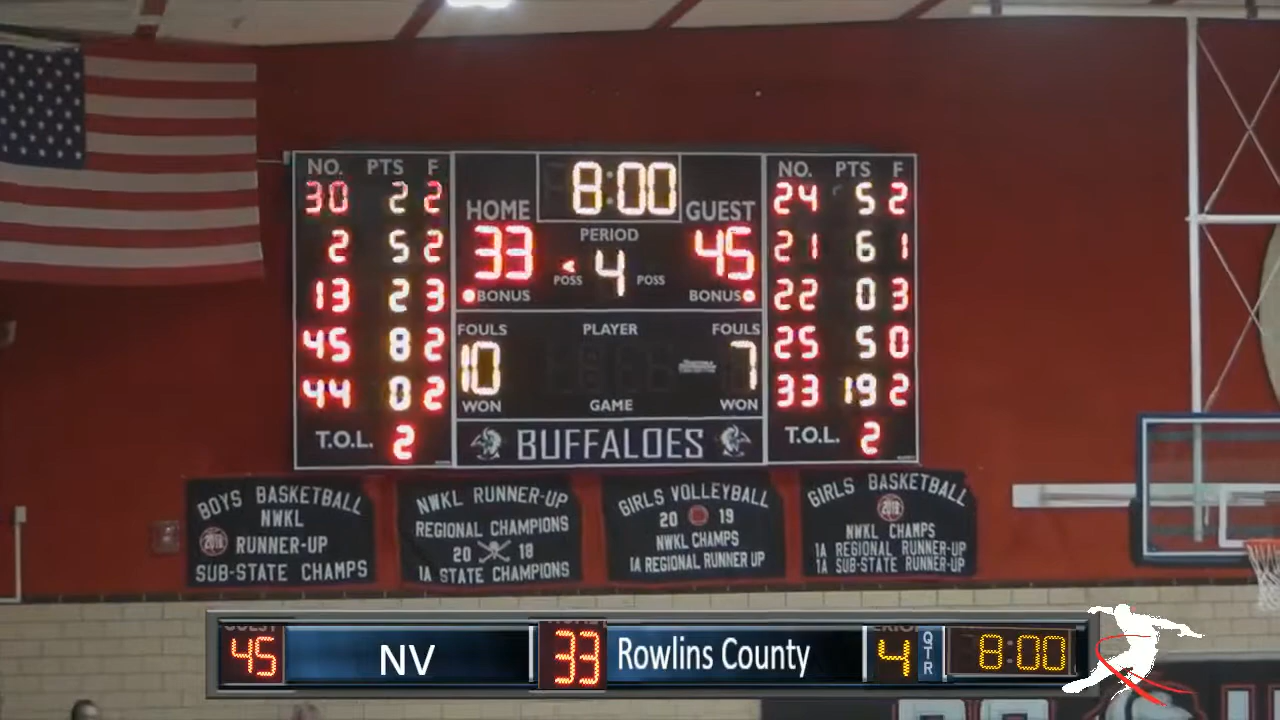 NO. PTS F
30 2 2
2 5 2
13 2 3
45 8 2
44 0 2
T.O.L. 2
8:00
HOME GUEST
33 PERIOD 45
POSS 4 POSS
BONUS BONUS
FOULS PLAYER FOULS
10 7
WON GAME WON
BUFFALOES
NO. PTS F
24 5 2
21 6 1
22 0 3
25 5 0
33 19 2
T.O.L. 2
BOYS BASKETBALL
NWKL
2018 RUNNER-UP
SUB-STATE CHAMPS
NWKL RUNNER-UP
REGIONAL CHAMPIONS
20 18
1A STATE CHAMPIONS
GIRLS VOLLEYBALL
20 19
NWKL CHAMPS
1A REGIONAL RUNNER UP
GIRLS BASKETBALL
2018
NWKL CHAMPS
1A REGIONAL RUNNER-UP
1A SUB-STATE RUNNER-UP
45 NV 33 Rowlins County 4 QTR 8:00